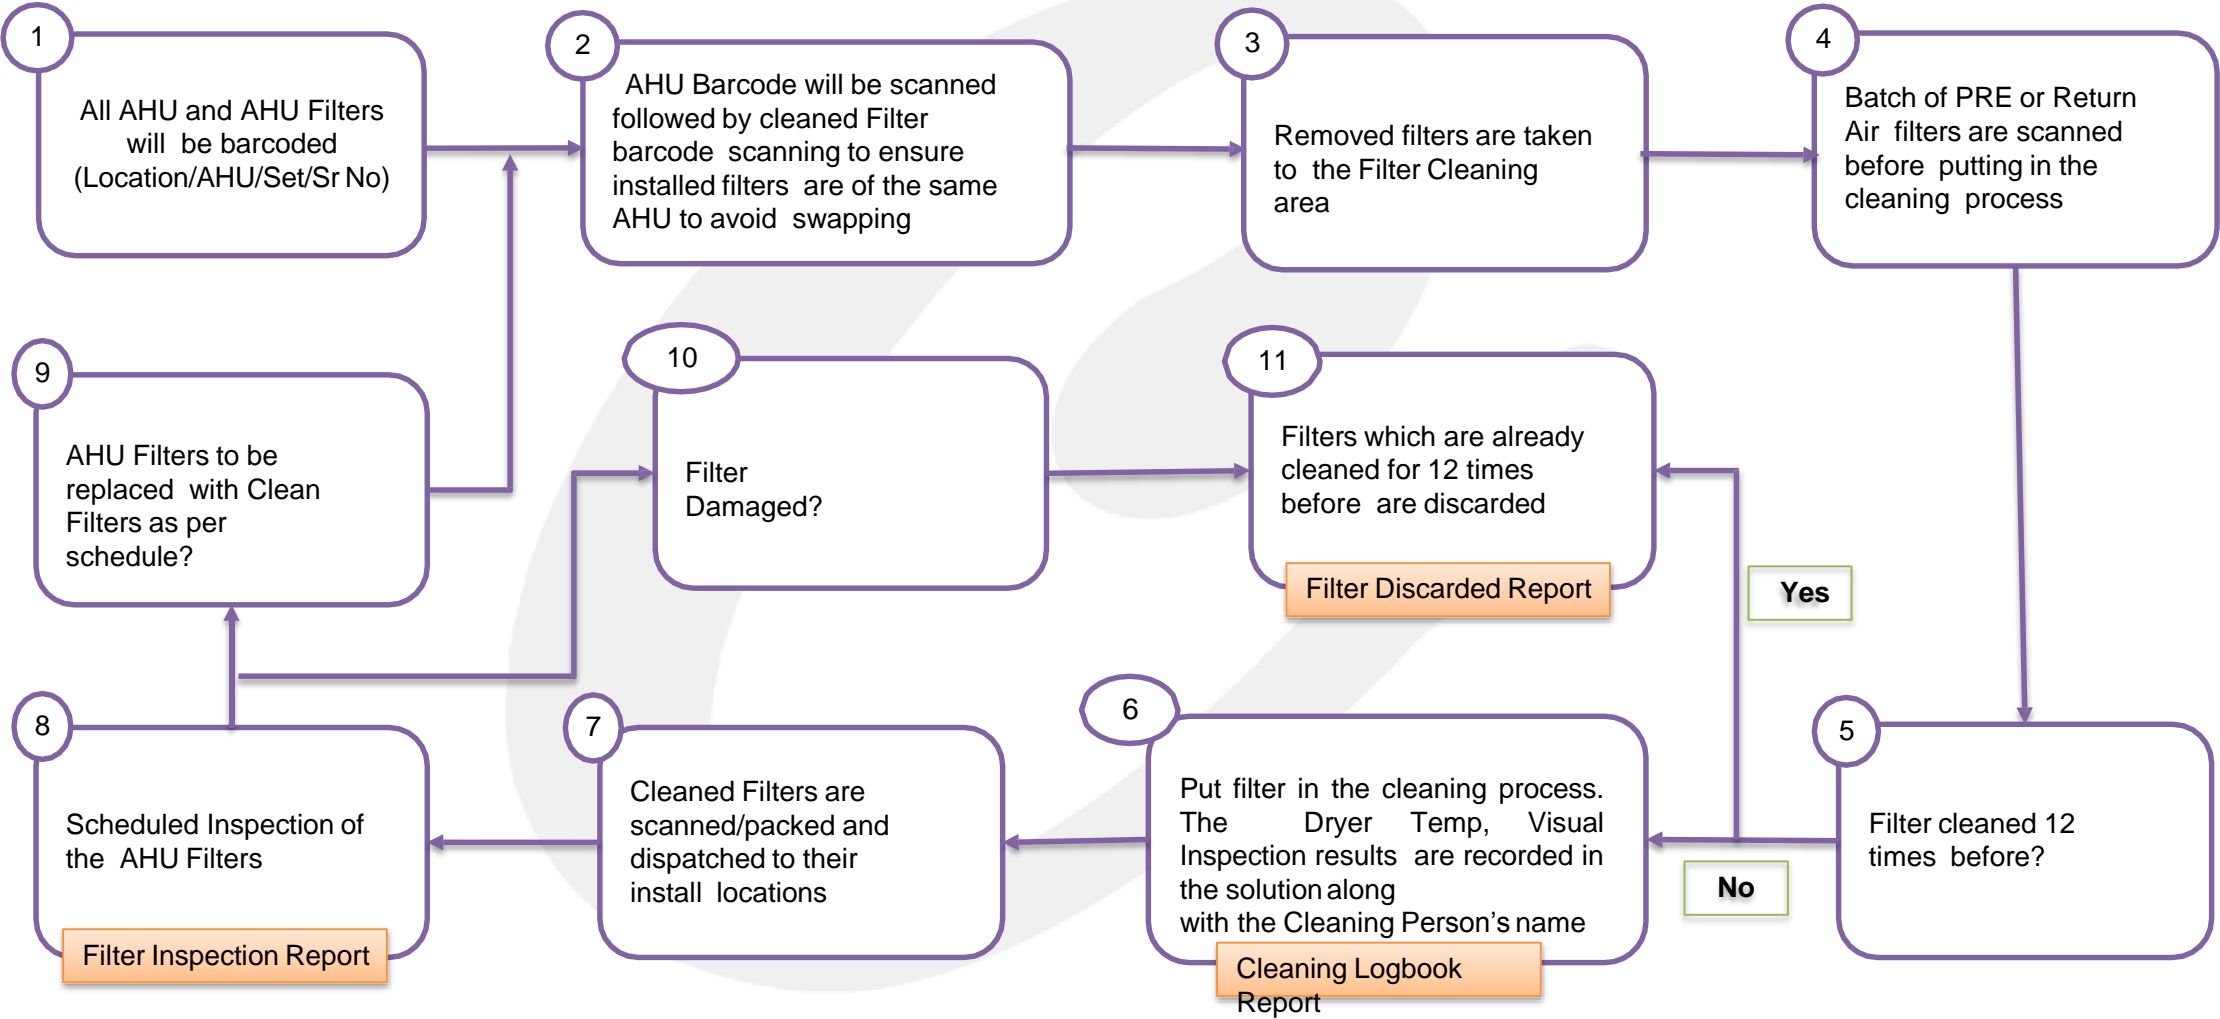 1
All AHU and AHU Filters
will be barcoded
(Location/AHU/Set/Sr No)
2
AHU Barcode will be scanned
followed by cleaned Filter
barcode scanning to ensure
installed filters are of the same
AHU to avoid swapping
3
Removed filters are taken
to the Filter Cleaning
area
4
Batch of PRE or Return
Air filters are scanned
before putting in the
cleaning process
9
AHU Filters to be
replaced with Clean
Filters as per
schedule?
10
Filter
Damaged?
11
Filters which are already
cleaned for 12 times
before are discarded
Filter Discarded Report
Yes
8
Scheduled Inspection of
the AHU Filters
Filter Inspection Report
7
Cleaned Filters are
scanned/packed and
dispatched to their
install locations
6
Put filter in the cleaning process.
The Dryer Temp, Visual
Inspection results are recorded in
the solution along
with the Cleaning Person's name
Cleaning Logbook
Report
No
5
Filter cleaned 12
times before?